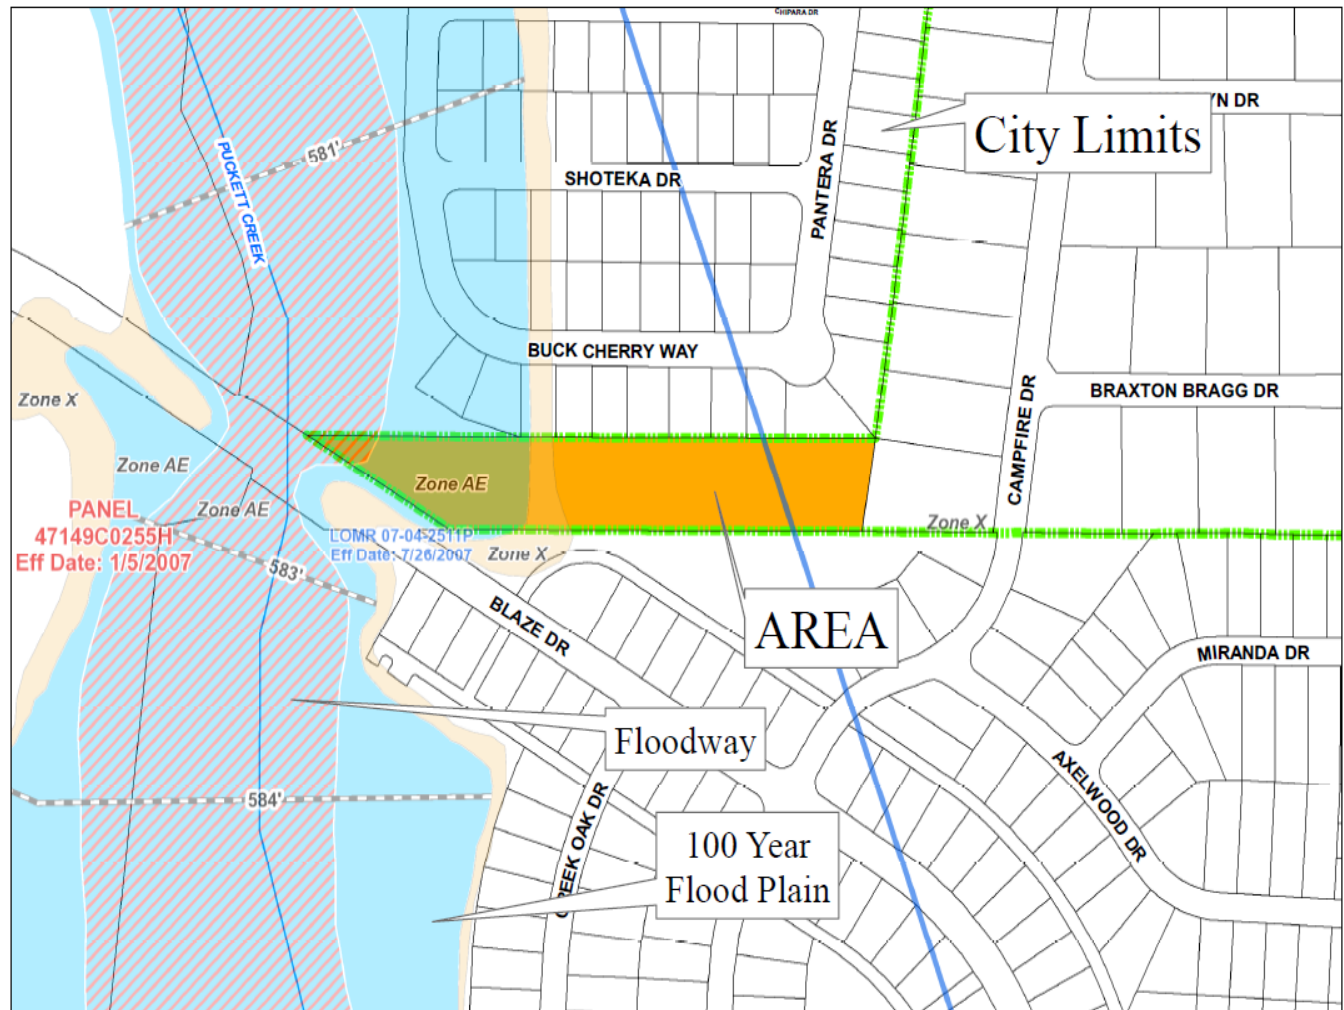 CHIPARA DR
YN DR
City Limits
581'
PUCKETT CREEK
SHOTEKA DR
PANTERA DR
BUCK CHERRY WAY
BRAXTON BRAGG DR
CAMPFIRE DR
Zone X
Zone AE
Zone AE
PANEL
47149C0255H
Eff Date: 1/5/2007
Zone AE
LOMR 07-04-2511P
Eff Date: 7/26/2007
Zone X
Zone X
583'
BLAZE DR
AREA
MIRANDA DR
Floodway
AXELWOOD DR
584'
CREEK OAK DR
100 Year
Flood Plain